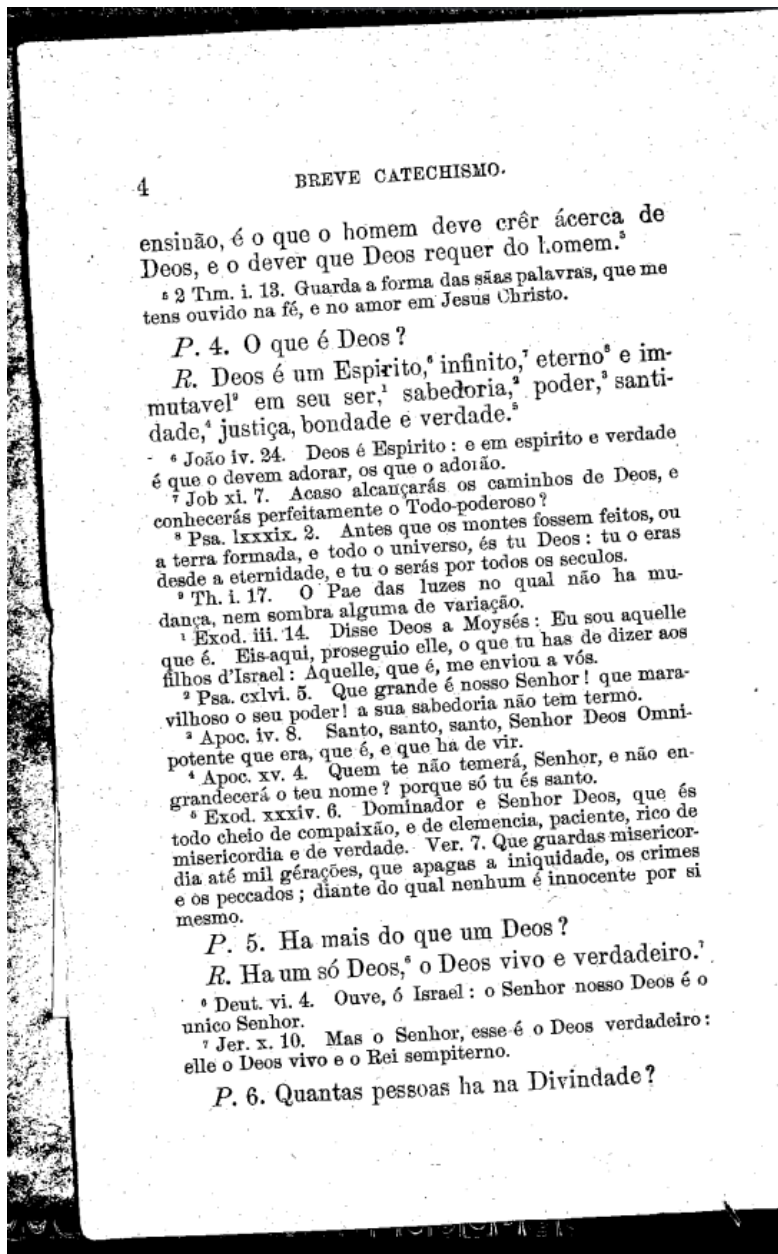 4 BREVE CATECHISMO.
ensinão, é o que o homem deve crêr ácerca de
Deos, e o dever que Deos requer do homem.⁵
⁵ 2 Tim. i. 13. Guarda a forma das sãas palavras, que me
tens ouvido na fé, e no amor em Jesus Christo.
P. 4. O que é Deos?
R. Deos é um Espirito,⁶ infinito,⁷ eterno⁸ e im-
mutavel⁹ em seu ser,¹ sabedoria,² poder,³ santi-
dade,⁴ justiça, bondade e verdade.⁵
⁶ João iv. 24. Deos é Espirito : e em espirito e verdade
é que o devem adorar, os que o adorão.
⁷ Job xi. 7. Acaso alcançarás os caminhos de Deos, e
conhecerás perfeitamente o Todo-poderoso?
⁸ Psa. lxxxix. 2. Antes que os montes fossem feitos, ou
a terra formada, e todo o universo, és tu Deos : tu o eras
desde a eternidade, e tu o serás por todos os seculos.
⁹ Th. i. 17. O Pae das luzes no qual não ha mu-
dança, nem sombra alguma de variação.
¹ Exod. iii. 14. Disse Deos a Moysés : Eu sou aquelle
que é. Eis-aqui, proseguio elle, o que tu has de dizer aos
filhos d'Israel : Aquelle, que é, me enviou a vós.
² Psa. cxlvi. 5. Que grande é nosso Senhor! que mara-
vilhoso o seu poder! a sua sabedoria não tem termo.
³ Apoc. iv. 8. Santo, santo, santo, Senhor Deos Omni-
potente que era, que é, e que ha de vir.
⁴ Apoc. xv. 4. Quem te não temerá, Senhor, e não en-
grandecerá o teu nome? porque só tu és santo.
⁵ Exod. xxxiv. 6. Dominador e Senhor Deos, que és
todo cheio de compaixão, e de clemencia, paciente, rico de
misericordia e de verdade. Ver. 7. Que guardas misericor-
dia até mil gérações, que apagas a iniquidade, os crimes
e os peccados ; diante do qual nenhum é innocente por si
mesmo.
P. 5. Ha mais do que um Deos?
R. Ha um só Deos,⁶ o Deos vivo e verdadeiro.⁷
⁶ Deut. vi. 4. Ouve, ó Israel : o Senhor nosso Deos é o
unico Senhor.
⁷ Jer. x. 10. Mas o Senhor, esse é o Deos verdadeiro :
elle o Deos vivo e o Rei sempiterno.
P. 6. Quantas pessoas ha na Divindade?